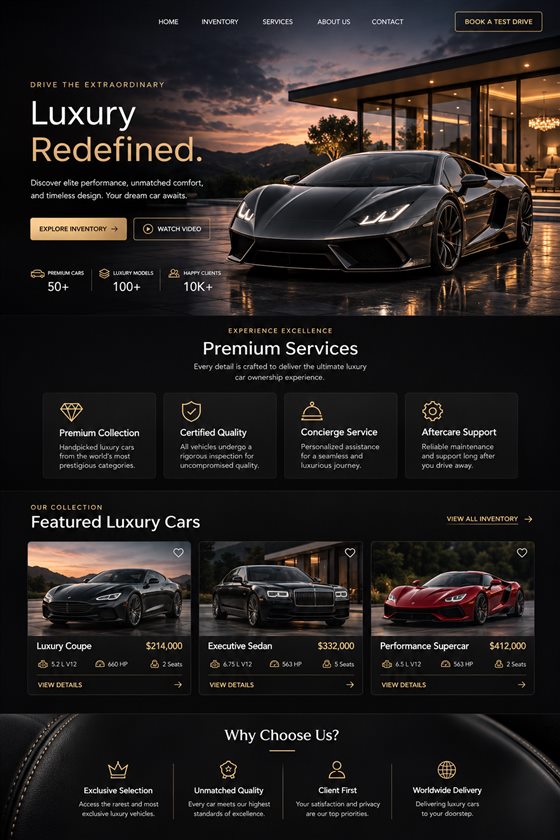 HOME INVENTORY SERVICES ABOUT US CONTACT BOOK A TEST DRIVE
DRIVE THE EXTRAORDINARY
Luxury
Redefined.
Discover elite performance, unmatched comfort,
and timeless design. Your dream car awaits.
EXPLORE INVENTORY → WATCH VIDEO
PREMIUM CARS LUXURY MODELS HAPPY CLIENTS
50+ 100+ 10K+
EXPERIENCE EXCELLENCE
Premium Services
Every detail is crafted to deliver the ultimate luxury
car ownership experience.
Premium Collection
Handpicked luxury cars
from the world's most
prestigious categories.
Certified Quality
All vehicles undergo a
rigorous inspection for
uncompromised quality.
Concierge Service
Personalized assistance
for a seamless and
luxurious journey.
Aftercare Support
Reliable maintenance
and support long after
you drive away.
OUR COLLECTION
Featured Luxury Cars
VIEW ALL INVENTORY →
Luxury Coupe $214,000
5.2 L V12 660 HP 2 Seats
VIEW DETAILS →
Executive Sedan $332,000
6.75 L V12 563 HP 5 Seats
VIEW DETAILS →
Performance Supercar $412,000
6.5 L V12 563 HP 2 Seats
VIEW DETAILS →
Why Choose Us?
Exclusive Selection
Access the rarest and most
exclusive luxury vehicles.
Unmatched Quality
Every car meets our highest
standards of excellence.
Client First
Your satisfaction and privacy
are our top priorities.
Worldwide Delivery
Delivering luxury cars
to your doorstep.